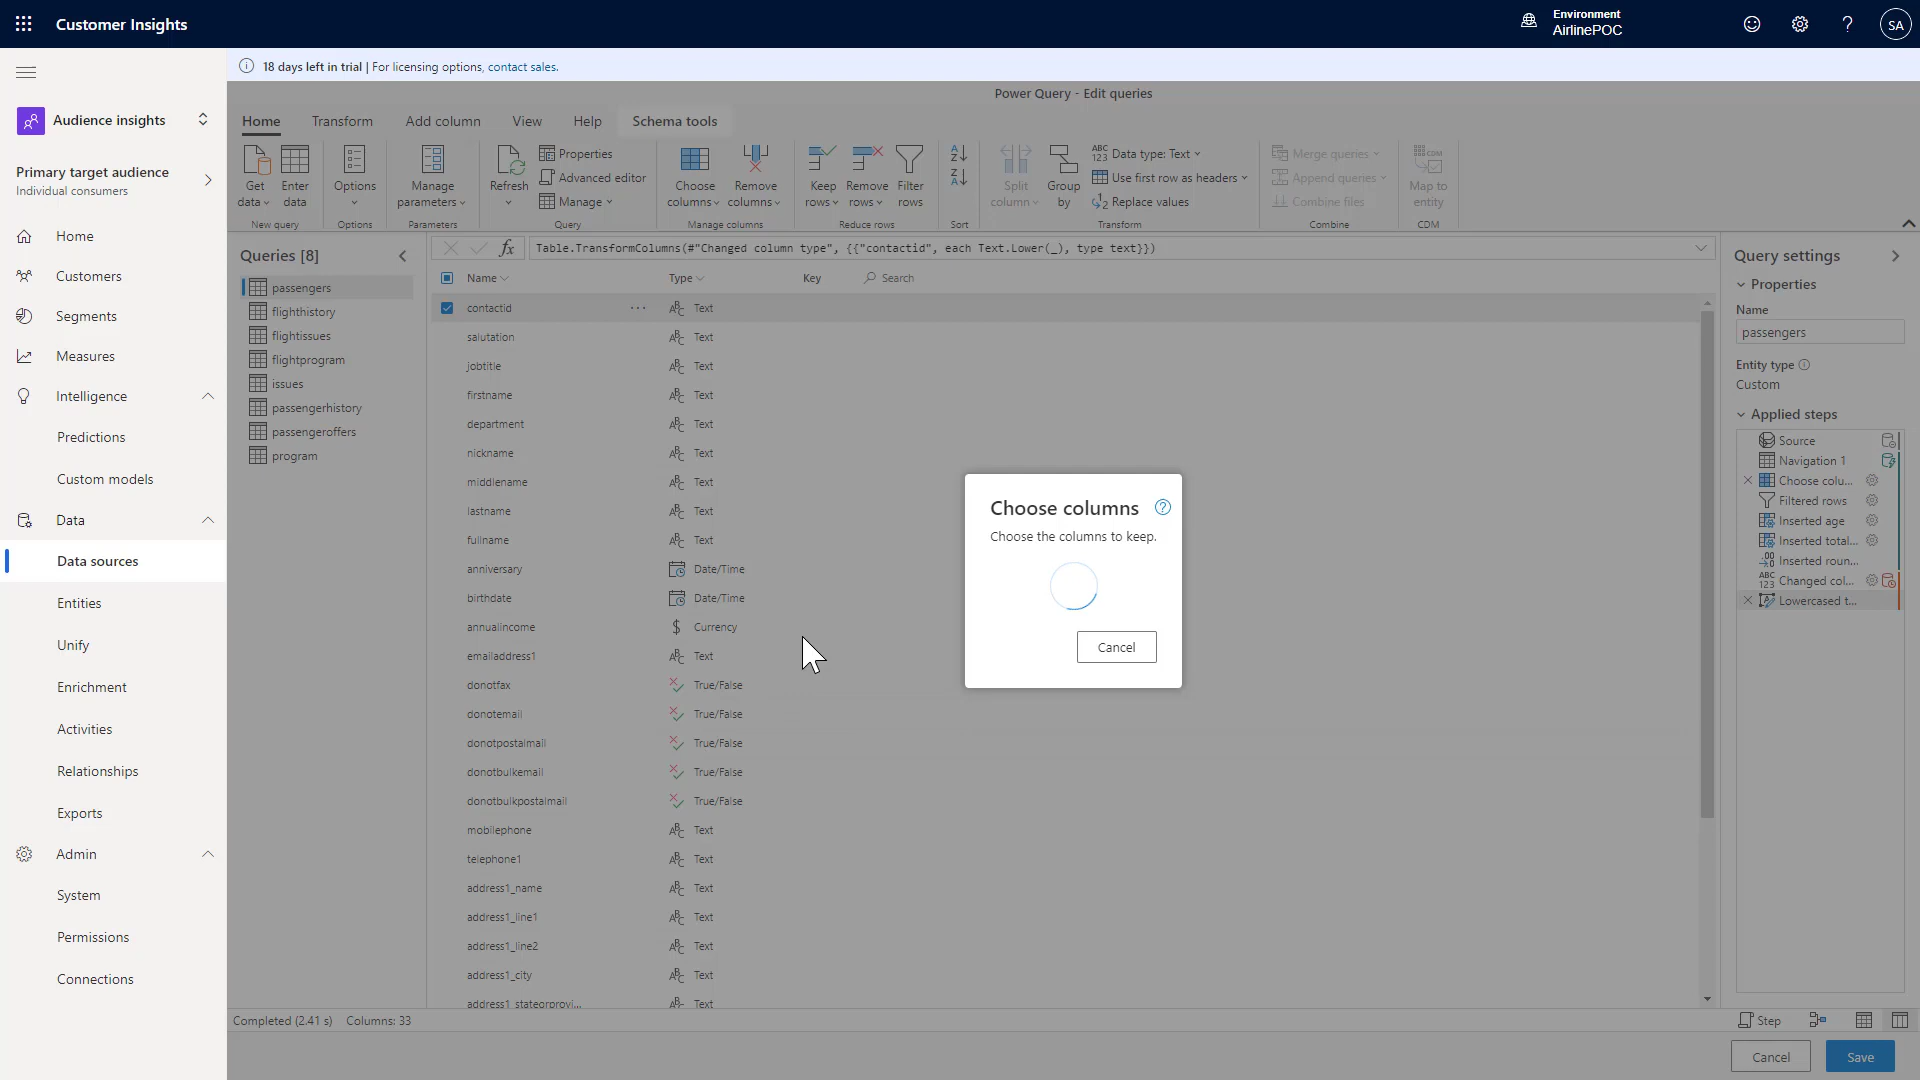 Customer Insights
Environment
AirlinePOC
SA
18 days left in trial | For licensing options, contact sales.
Audience insights
Primary target audience
Individual consumers
Home
Customers
Segments
Measures
Intelligence
Predictions
Custom models
Data
Data sources
Entities
Unify
Enrichment
Activities
Relationships
Exports
Admin
System
Permissions
Connections
Power Query - Edit queries
Home
Transform
Add column
View
Help
Schema tools
Get data
Enter data
New query
Options
Options
Manage parameters
Parameters
Refresh
Properties
Advanced editor
Manage
Query
Choose columns
Remove columns
Manage columns
Keep rows
Remove rows
Filter rows
Reduce rows
Sort
Split column
Group by
Data type: Text
Use first row as headers
Replace values
Transform
Merge queries
Append queries
Combine files
Combine
Map to entity
CDM
Queries [8]
passengers
flighthistory
flightissues
flightprogram
issues
passengerhistory
passengeroffers
program
fx
Table.TransformColumns(#"Changed column type", {{"contactid", each Text.Lower(_), type text}})
Name Type Key Search
contactid ... Text
salutation Text
jobtitle Text
firstname Text
department Text
nickname Text
middlename Text
lastname Text
fullname Text
anniversary Date/Time
birthdate Date/Time
annualincome $ Currency
emailaddress1 Text
donotfax True/False
donotemail True/False
donotpostalmail True/False
donotbulkemail True/False
donotbulkpostalmail True/False
mobilephone Text
telephone1 Text
address1_name Text
address1_line1 Text
address1_line2 Text
address1_city Text
address1_stateorprovi... Text
Choose columns
Choose the columns to keep.
Cancel
Query settings
Properties
Name
passengers
Entity type
Custom
Applied steps
Source
Navigation 1
Choose colu...
Filtered rows
Inserted age
Inserted total...
Inserted roun...
Changed col...
Lowercased t...
Completed (2.41 s) Columns: 33
Step
Cancel
Save